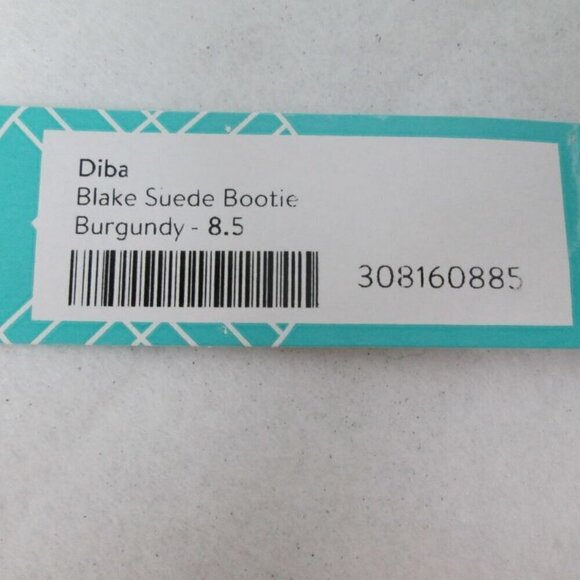 Diba
Blake Suede Bootie
Burgundy - 8.5
308160885